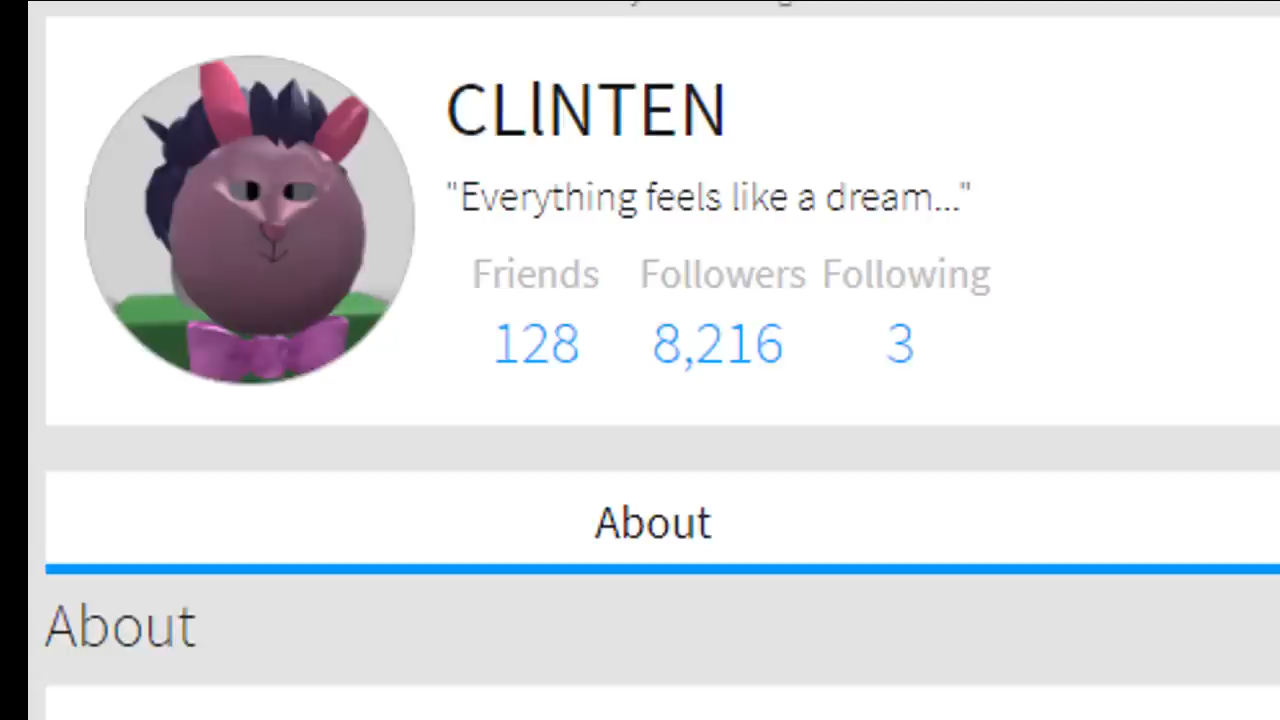 CLlNTEN
"Everything feels like a dream..."
Friends Followers Following
128 8,216 3
About
About